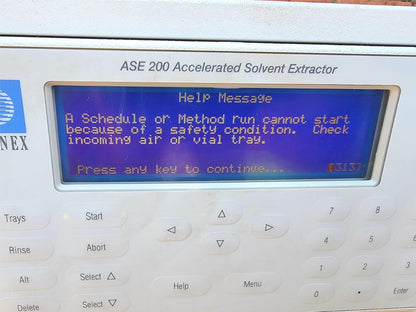 ASE 200 Accelerated Solvent Extractor
NEX
Help Message
A Schedule or Method run cannot start
because of a safety condition. Check
incoming air or vial tray.
Press any key to continue...
3137
Trays
Start
7 8
Rinse
Abort
4 5
Alt
Select △
1 2 3
Help
Menu
0 • Enter
Delete
Select ▽